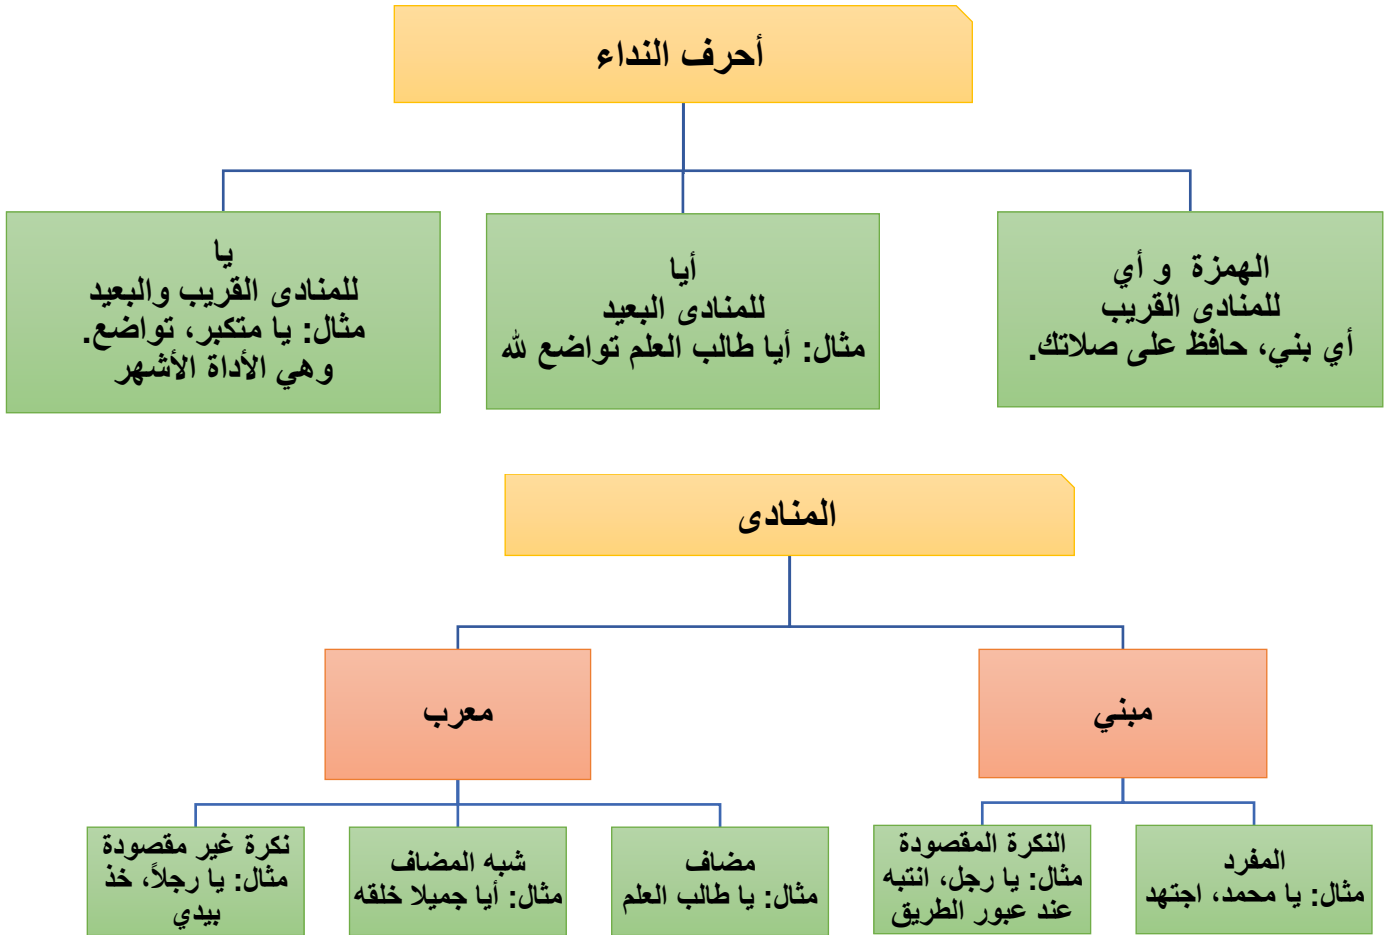 أحرف النداء
الهمزة و أي
للمنادى القريب
أي بني، حافظ على صلاتك.
أيا
للمنادى البعيد
مثال: أيا طالب العلم تواضع لله
يا
للمنادى القريب والبعيد
مثال: يا متكبر، تواضع.
وهي الأداة الأشهر
المنادى
مبني
معرب
المفرد
مثال: يا محمد، اجتهد
النكرة المقصودة
مثال: يا رجل، انتبه
عند عبور الطريق
مضاف
مثال: يا طالب العلم
شبه المضاف
مثال: أيا جميلا خلقه
نكرة غير مقصودة
مثال: يا رجلاً، خذ
بيدي